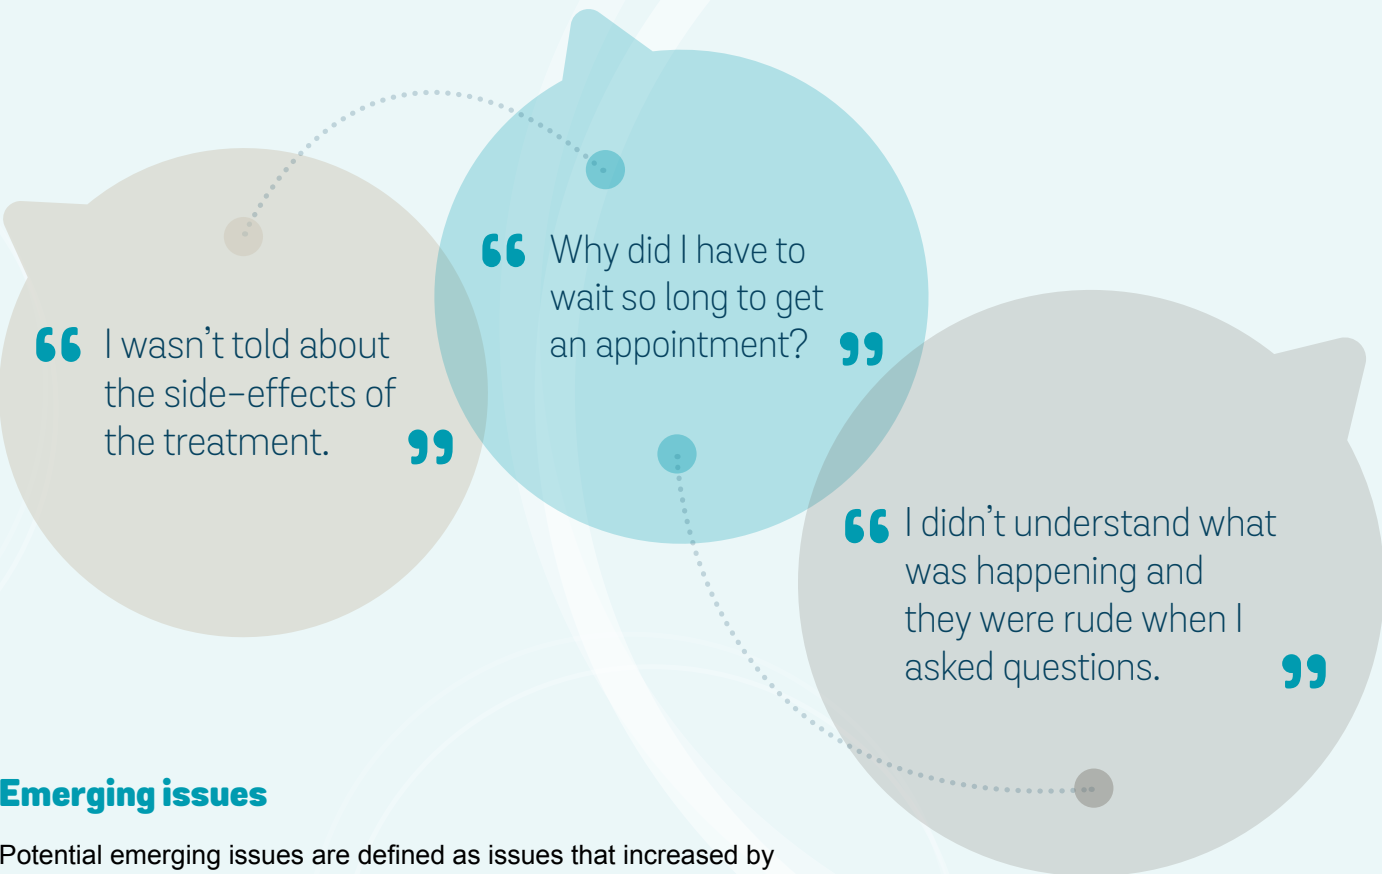 “ I wasn’t told about
the side-effects of
the treatment. ”
“ Why did I have to
wait so long to get
an appointment? ”
“ I didn’t understand what
was happening and
they were rude when I
asked questions. ”
Emerging issues
Potential emerging issues are defined as issues that increased by